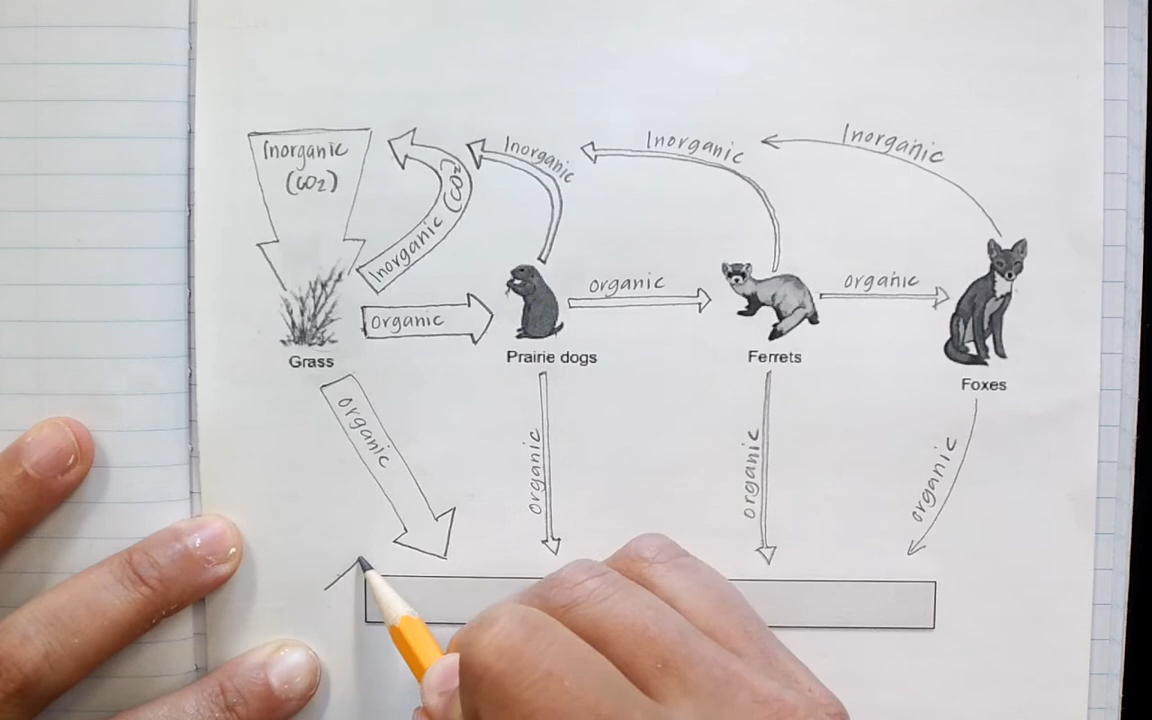 Inorganic
(CO2)
Inorganic (CO2)
Inorganic
Inorganic
Inorganic
organic
organic
organic
Grass
Prairie dogs
Ferrets
Foxes
organic
organic
organic
organic